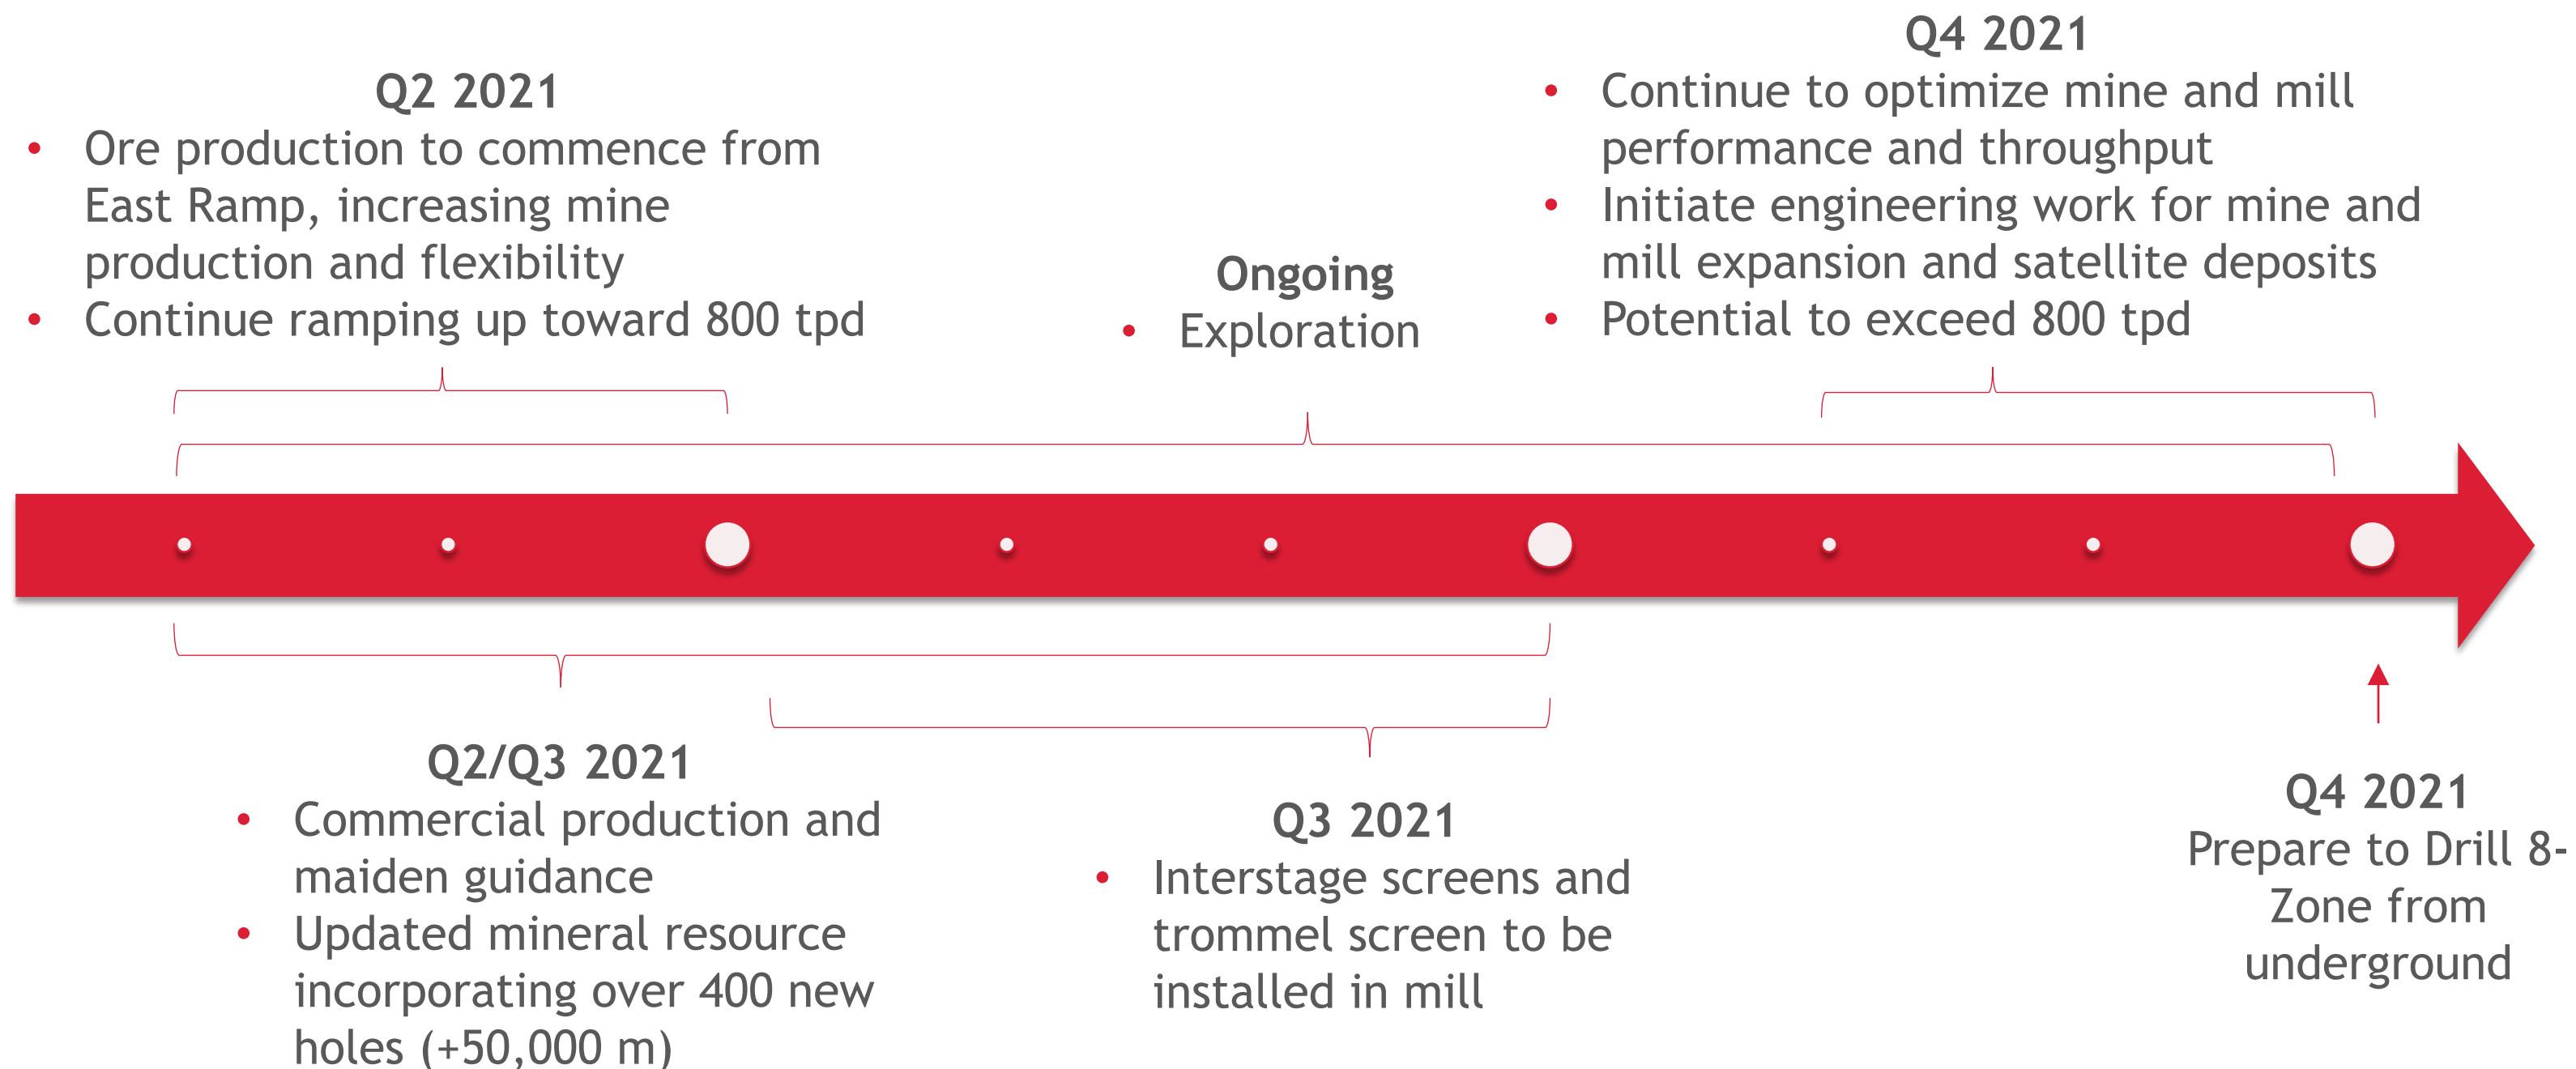 Q2 2021
• Ore production to commence from
East Ramp, increasing mine
production and flexibility
• Continue ramping up toward 800 tpd
Ongoing
• Exploration
Q4 2021
• Continue to optimize mine and mill
performance and throughput
• Initiate engineering work for mine and
mill expansion and satellite deposits
• Potential to exceed 800 tpd
Q2/Q3 2021
• Commercial production and
maiden guidance
• Updated mineral resource
incorporating over 400 new
holes (+50,000 m)
Q3 2021
• Interstage screens and
trommel screen to be
installed in mill
Q4 2021
Prepare to Drill 8-
Zone from
underground